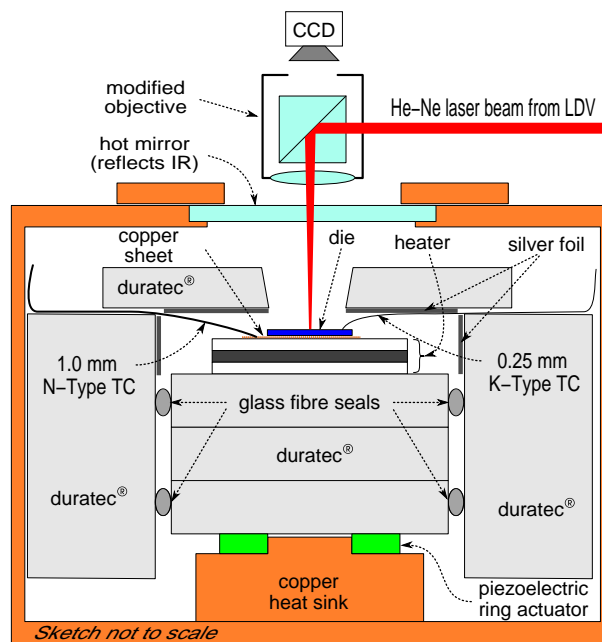 CCD
modified
objective
He–Ne laser beam from LDV
hot mirror
(reflects IR)
copper
sheet
die
heater
silver foil
duratec®
1.0 mm
N–Type TC
0.25 mm
K–Type TC
glass fibre seals
duratec®
duratec®
duratec®
copper
heat sink
piezoelectric
ring actuator
Sketch not to scale